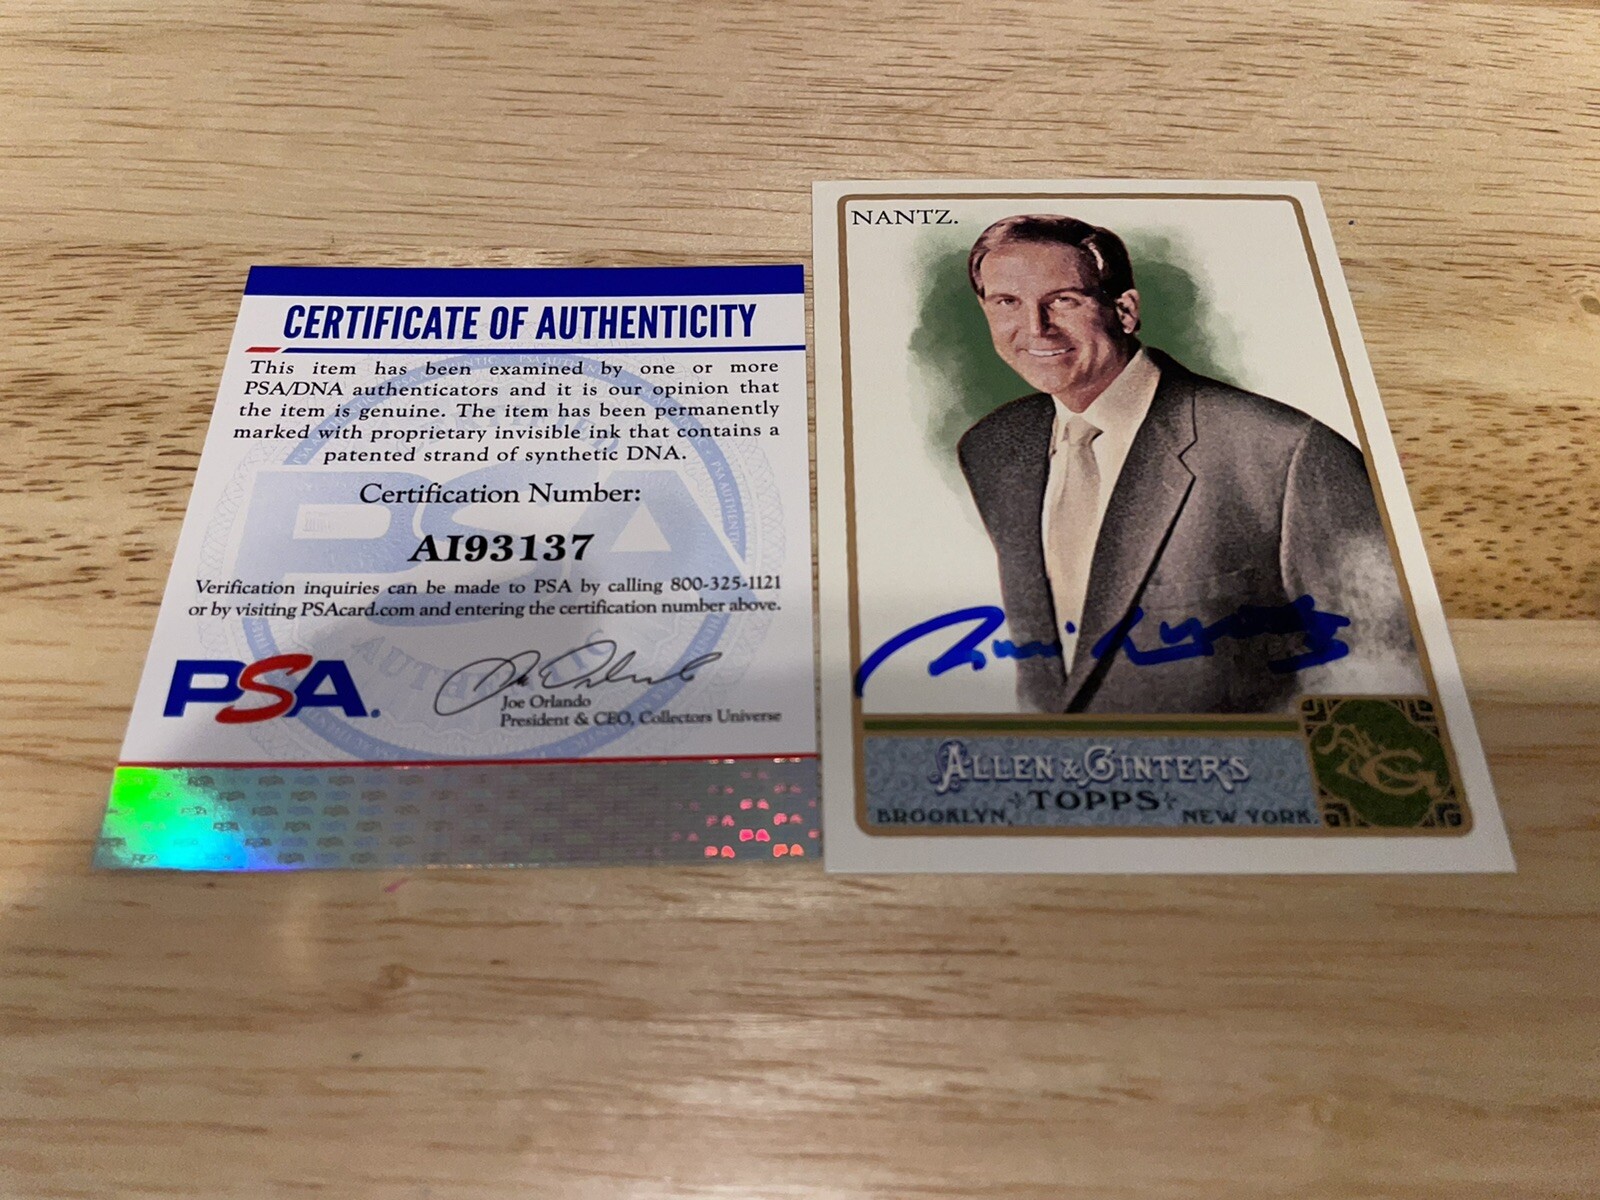 CERTIFICATE OF AUTHENTICITY
This item has been examined by one or more
PSA/DNA authenticators and it is our opinion that
the item is genuine. The item has been permanently
marked with proprietary invisible ink that contains a
patented strand of synthetic DNA.
Certification Number:
AI93137
Verification inquiries can be made to PSA by calling 800-325-1121
or by visiting PSAcard.com and entering the certification number above.
PSA.
Joe Orlando
President & CEO, Collectors Universe
NANTZ.
ALLEN & GINTER'S
TOPPS
BROOKLYN, NEW YORK.